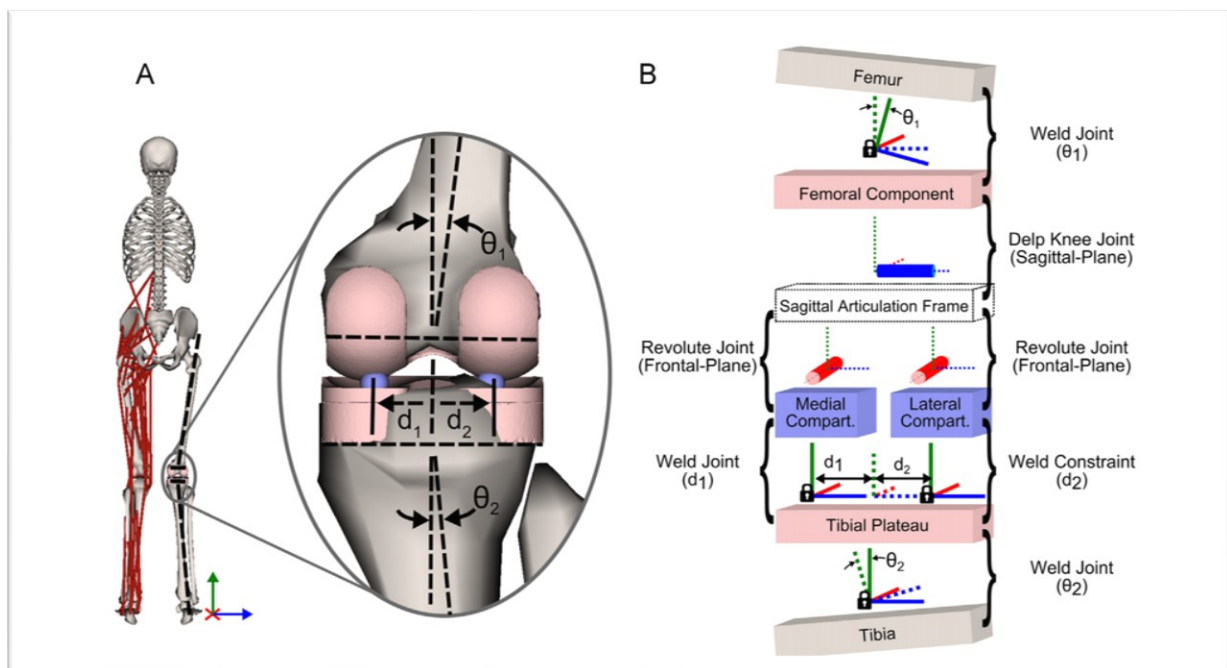 A
θ1
d1
d2
θ2
B
Femur
θ1
Weld Joint
(θ1)
Femoral Component
Delp Knee Joint
(Sagittal-Plane)
Sagittal Articulation Frame
Revolute Joint
(Frontal-Plane)
Revolute Joint
(Frontal-Plane)
Medial
Compart.
Lateral
Compart.
Weld Joint
(d1)
d1
d2
Weld Constraint
(d2)
Tibial Plateau
θ2
Weld Joint
(θ2)
Tibia